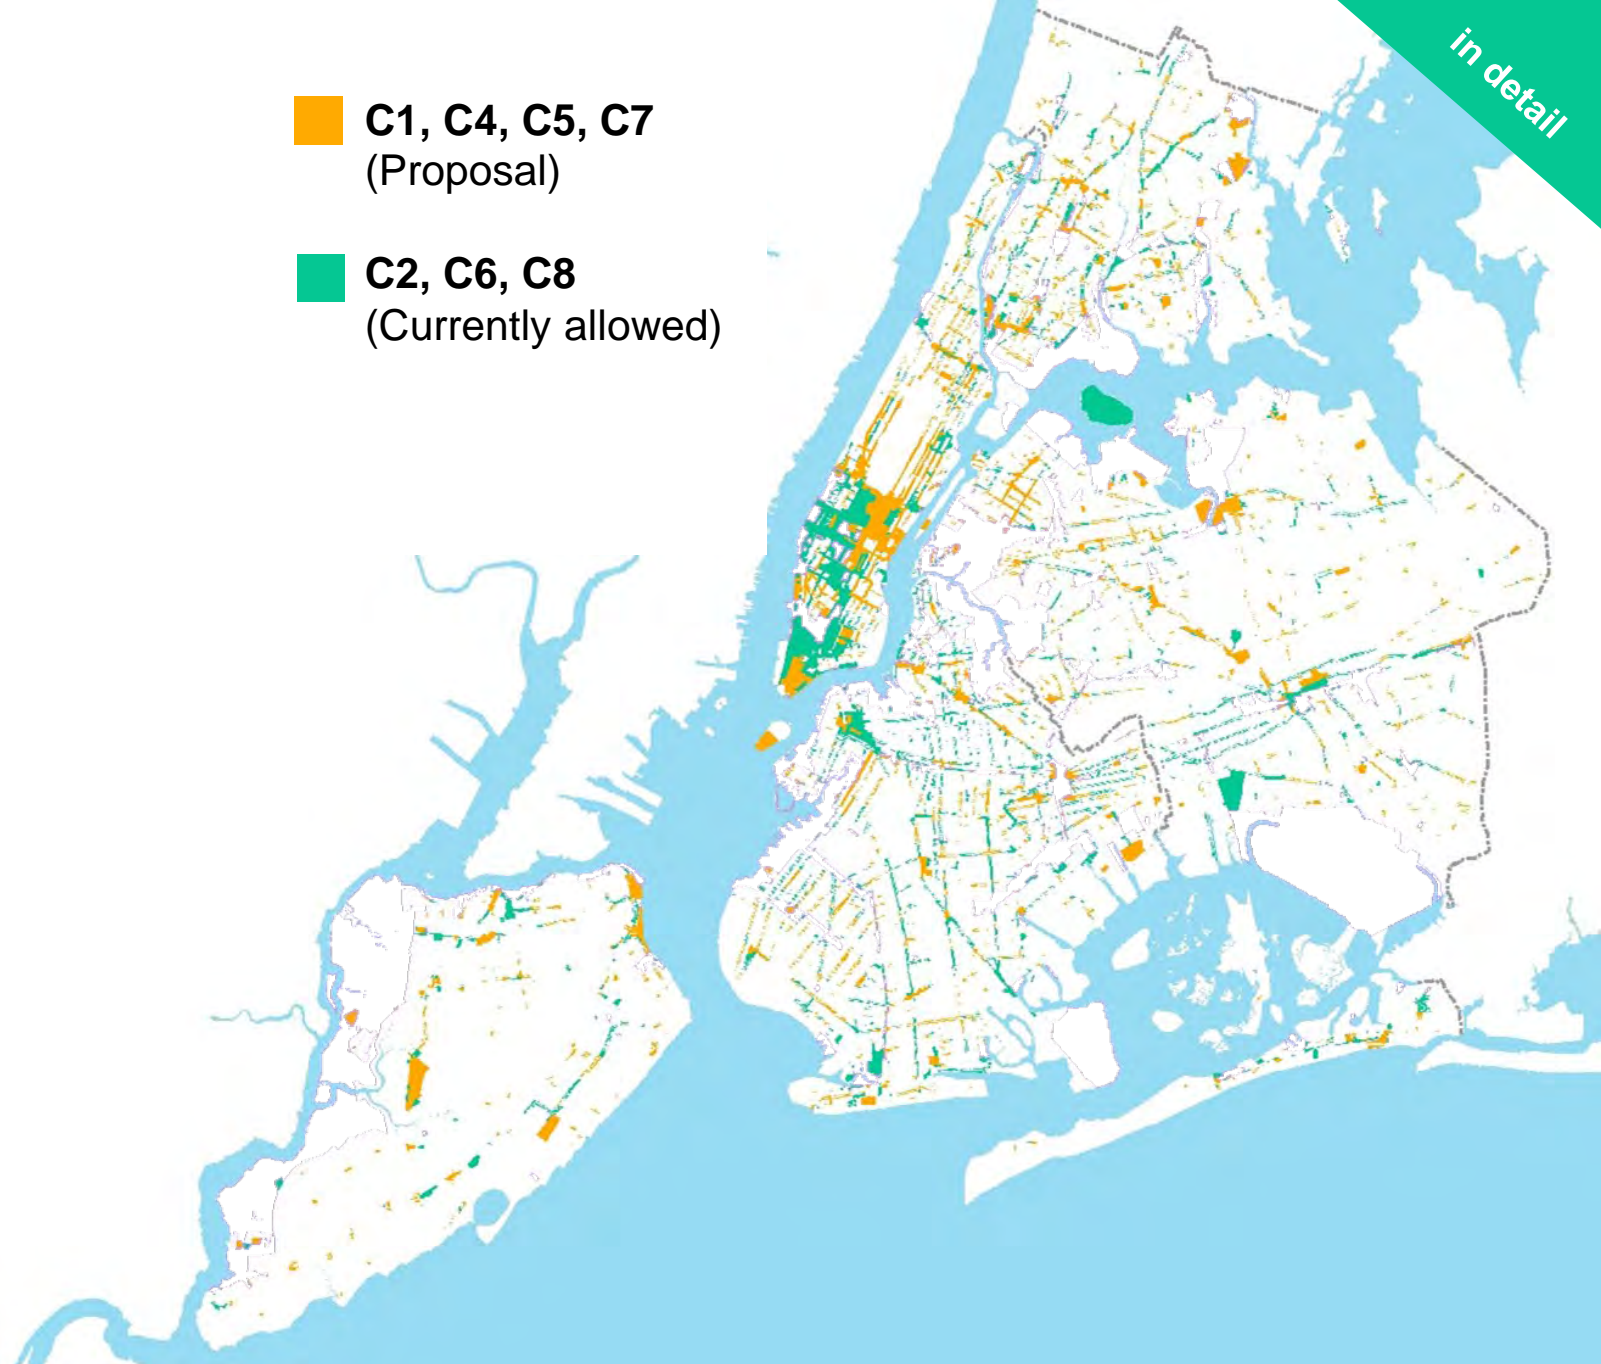 in detail
C1, C4, C5, C7
(Proposal)
C2, C6, C8
(Currently allowed)